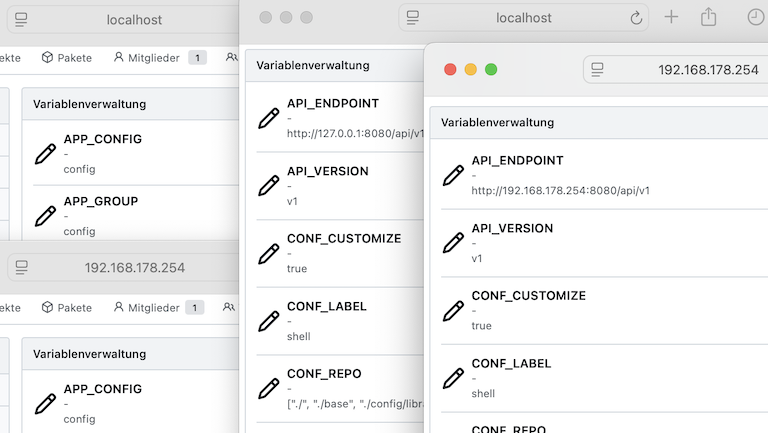 localhost
ekte Pakete Mitglieder 1
Variablenverwaltung
APP_CONFIG
-
config
APP_GROUP
-
config
192.168.178.254
ekte Pakete Mitglieder 1
Variablenverwaltung
APP_CONFIG
-
config
localhost
Variablenverwaltung
API_ENDPOINT
-
http://127.0.0.1:8080/api/v1
API_VERSION
-
v1
CONF_CUSTOMIZE
-
true
CONF_LABEL
-
shell
CONF_REPO
-
["./", "./base", "./config/libra
192.168.178.254
Variablenverwaltung
API_ENDPOINT
-
http://192.168.178.254:8080/api/v1
API_VERSION
-
v1
CONF_CUSTOMIZE
-
true
CONF_LABEL
-
shell
CONF_REPO